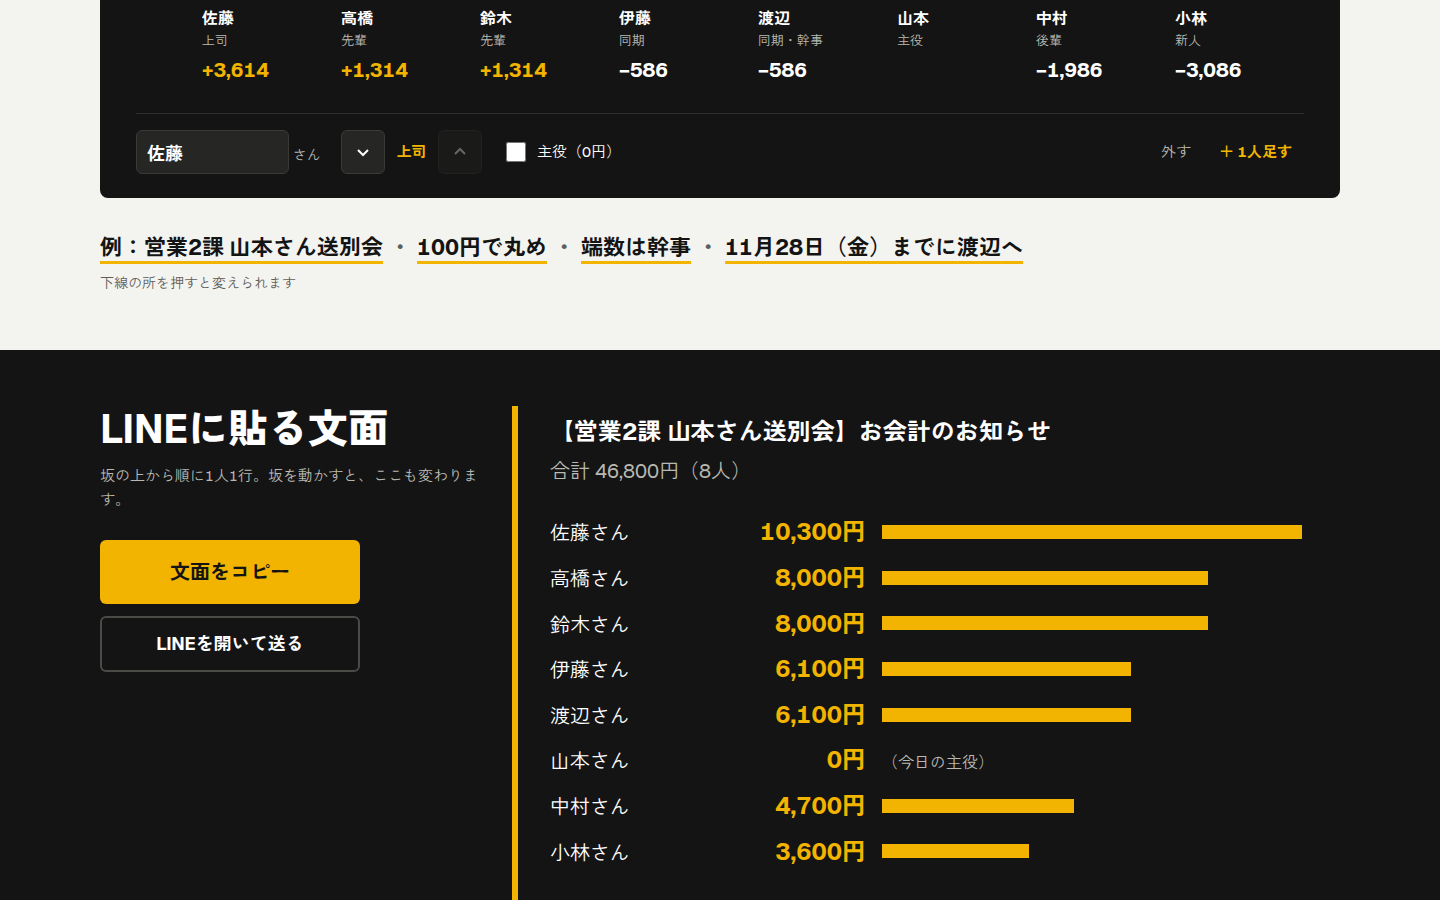 佐藤 高橋 鈴木 伊藤 渡辺 山本 中村 小林
上司 先輩 先輩 同期 同期・幹事 主役 後輩 新人
+3,614 +1,314 +1,314 −586 −586 −1,986 −3,086
佐藤 さん 上司 主役（0円） 外す ＋1人足す
例：営業2課 山本さん送別会 ・ 100円で丸め ・ 端数は幹事 ・ 11月28日（金）までに渡辺へ
下線の所を押すと変えられます
LINEに貼る文面
坂の上から順に1人1行。坂を動かすと、ここも変わりま
す。
文面をコピー
LINEを開いて送る
【営業2課 山本さん送別会】お会計のお知らせ
合計 46,800円（8人）
佐藤さん 10,300円
高橋さん 8,000円
鈴木さん 8,000円
伊藤さん 6,100円
渡辺さん 6,100円
山本さん 0円 （今日の主役）
中村さん 4,700円
小林さん 3,600円